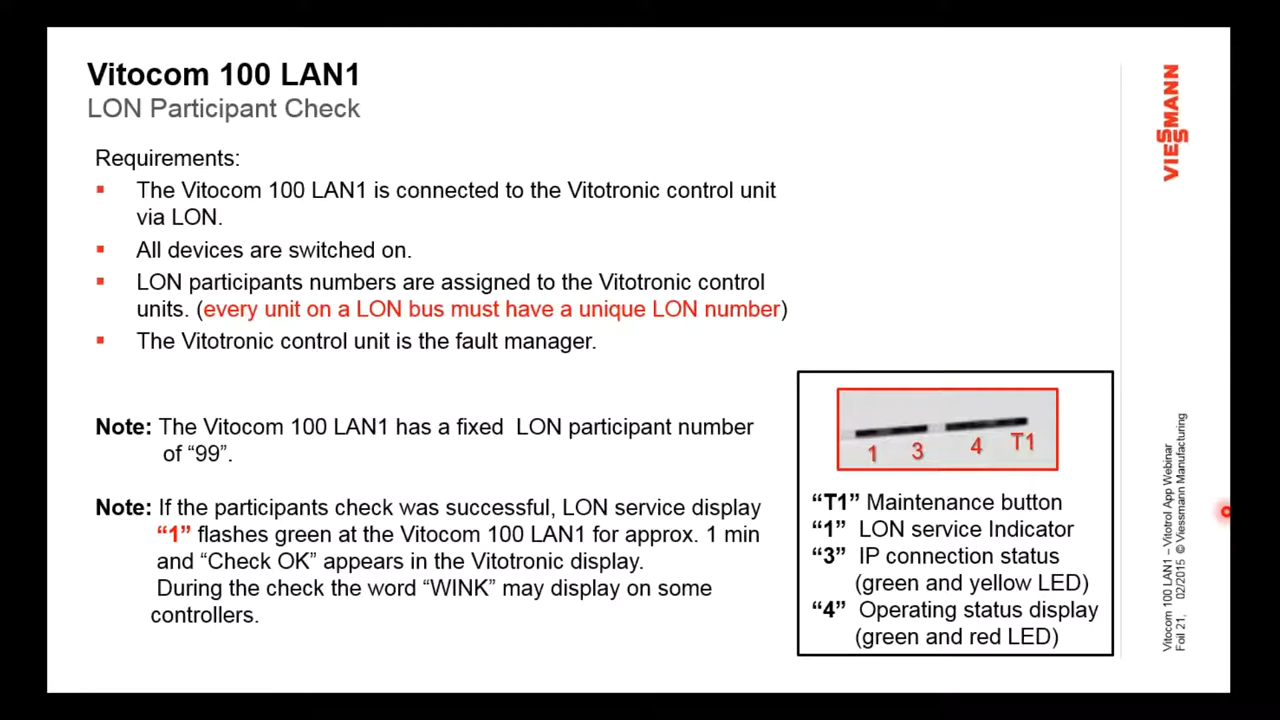 Vitocom 100 LAN1
LON Participant Check
VIESSMANN
Requirements:
▪ The Vitocom 100 LAN1 is connected to the Vitotronic control unit
via LON.
▪ All devices are switched on.
▪ LON participants numbers are assigned to the Vitotronic control
units. (every unit on a LON bus must have a unique LON number)
▪ The Vitotronic control unit is the fault manager.
Note: The Vitocom 100 LAN1 has a fixed LON participant number
of “99”.
Note: If the participants check was successful, LON service display
“1” flashes green at the Vitocom 100 LAN1 for approx. 1 min
and “Check OK” appears in the Vitotronic display.
During the check the word “WINK” may display on some
controllers.
1 3 4 T1
“T1” Maintenance button
“1” LON service Indicator
“3” IP connection status
(green and yellow LED)
“4” Operating status display
(green and red LED)
Vitocom 100 LAN1 – Vitotrol App Webinar
Foil 21, 02/2015 © Viessmann Manufacturing